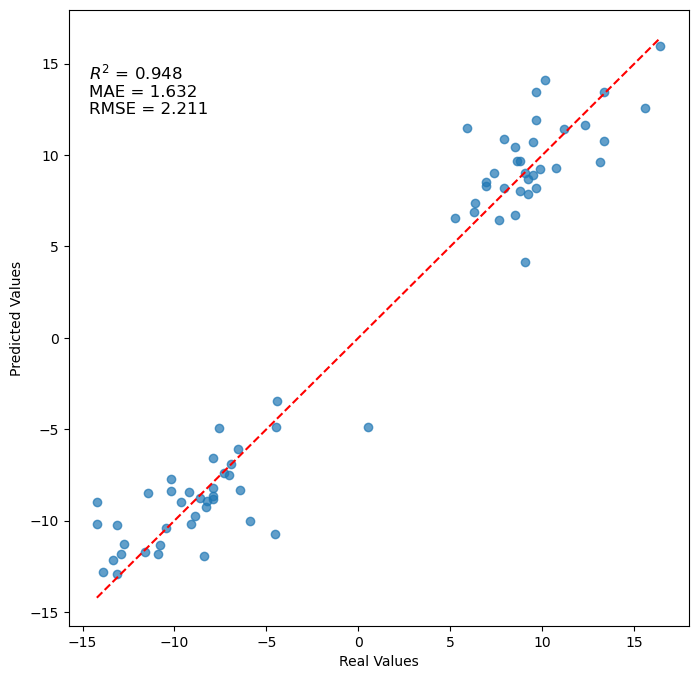 R² = 0.948
MAE = 1.632
RMSE = 2.211
15
10
5
0
−5
−10
−15
Predicted Values
−15 −10 −5 0 5 10 15
Real Values